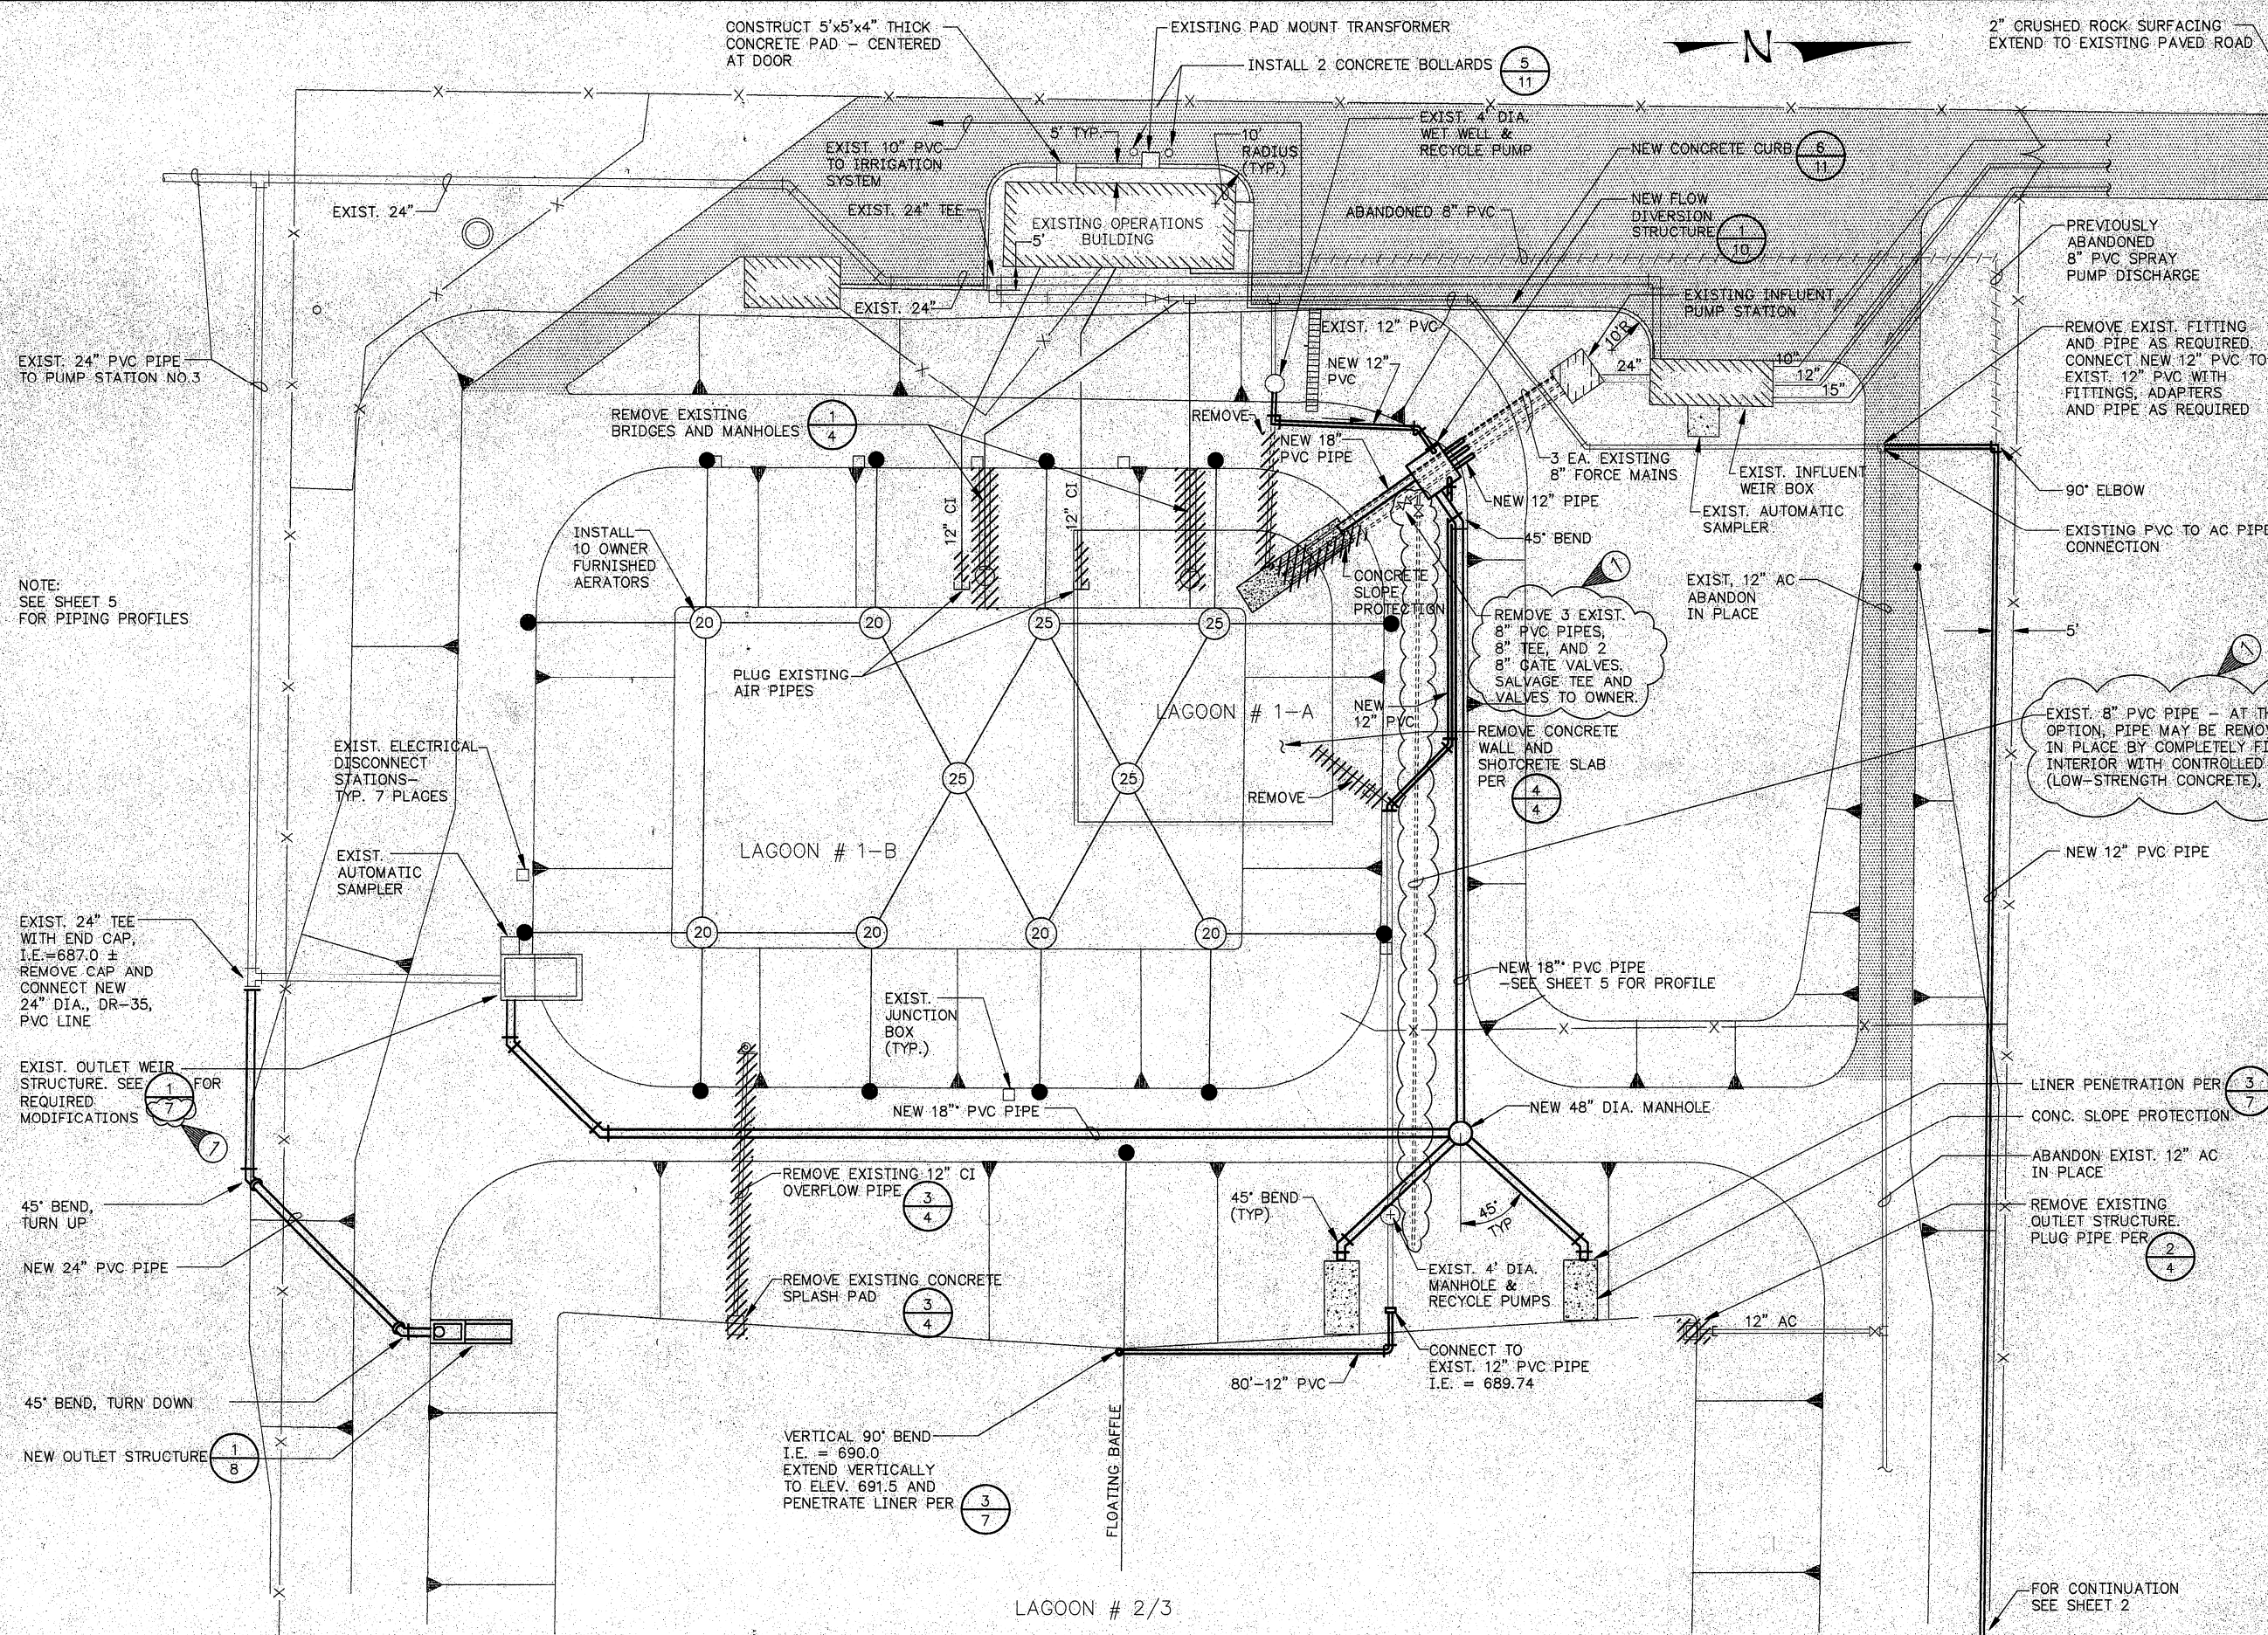 CONSTRUCT 5'x5'x4" THICK
CONCRETE PAD – CENTERED
AT DOOR
EXISTING PAD MOUNT TRANSFORMER
INSTALL 2 CONCRETE BOLLARDS
5
11
N
2" CRUSHED ROCK SURFACING
EXTEND TO EXISTING PAVED ROAD
EXIST. 10" PVC
TO IRRIGATION
SYSTEM
5' TYP.
10'
RADIUS
(TYP.)
EXIST. 4' DIA.
WET WELL &
RECYCLE PUMP
NEW CONCRETE CURB
6
11
EXIST. 24"
EXIST. 24" TEE
EXISTING OPERATIONS
BUILDING
5'
ABANDONED 8" PVC
NEW FLOW
DIVERSION
STRUCTURE
1
10
PREVIOUSLY
ABANDONED
8" PVC SPRAY
PUMP DISCHARGE
EXIST. 24"
EXIST. 12" PVC
EXISTING INFLUENT
PUMP STATION
10'R
24"
10"
12"
15"
EXIST. 24" PVC PIPE
TO PUMP STATION NO.3
NEW 12"
PVC
REMOVE EXIST. FITTING
AND PIPE AS REQUIRED.
CONNECT NEW 12" PVC TO
EXIST. 12" PVC WITH
FITTINGS, ADAPTERS
AND PIPE AS REQUIRED
REMOVE EXISTING
BRIDGES AND MANHOLES
1
4
REMOVE
NEW 18"
PVC PIPE
3 EA. EXISTING
8" FORCE MAINS
EXIST. INFLUENT
WEIR BOX
NEW 12" PIPE
EXIST. AUTOMATIC
SAMPLER
90° ELBOW
12" CI
12" CI
INSTALL
10 OWNER
FURNISHED
AERATORS
45° BEND
EXISTING PVC TO AC PIPE
CONNECTION
NOTE:
SEE SHEET 5
FOR PIPING PROFILES
CONCRETE
SLOPE
PROTECTION
1
EXIST, 12" AC
ABANDON
IN PLACE
REMOVE 3 EXIST.
8" PVC PIPES,
8" TEE, AND 2
8" GATE VALVES.
SALVAGE TEE AND
VALVES TO OWNER.
5'
20
20
25
25
PLUG EXISTING
AIR PIPES
LAGOON # 1–A
NEW
12" PVC
1
EXIST. 8" PVC PIPE – AT
OPTION, PIPE MAY BE
IN PLACE BY COMPLETELY
INTERIOR WITH CONTROLLED
(LOW–STRENGTH CONCRETE),
EXIST. ELECTRICAL
DISCONNECT
STATIONS–
TYP. 7 PLACES
REMOVE CONCRETE
WALL AND
SHOTCRETE SLAB
PER
4
4
25
25
REMOVE
LAGOON # 1–B
EXIST.
AUTOMATIC
SAMPLER
NEW 12" PVC PIPE
EXIST. 24" TEE
WITH END CAP,
I.E.=687.0 ±
REMOVE CAP AND
CONNECT NEW
24" DIA., DR–35,
PVC LINE
20
20
20
20
NEW 18" PVC PIPE
–SEE SHEET 5 FOR PROFILE
EXIST.
JUNCTION
BOX
(TYP.)
EXIST. OUTLET WEIR
STRUCTURE. SEE
1
7
FOR
REQUIRED
MODIFICATIONS
7
LINER PENETRATION PER
3
7
NEW 18" PVC PIPE
NEW 48" DIA. MANHOLE
CONC. SLOPE PROTECTION
REMOVE EXISTING 12" CI
OVERFLOW PIPE
3
4
ABANDON EXIST. 12" AC
IN PLACE
45° BEND,
TURN UP
45° BEND
(TYP)
45°
TYP
REMOVE EXISTING
OUTLET STRUCTURE.
PLUG PIPE PER
2
4
NEW 24" PVC PIPE
REMOVE EXISTING CONCRETE
SPLASH PAD
3
4
EXIST. 4' DIA.
MANHOLE &
RECYCLE PUMPS
12" AC
CONNECT TO
EXIST. 12" PVC PIPE
I.E. = 689.74
80'–12" PVC
45° BEND, TURN DOWN
NEW OUTLET STRUCTURE
1
8
VERTICAL 90° BEND
I.E. = 690.0
EXTEND VERTICALLY
TO ELEV. 691.5 AND
PENETRATE LINER PER
3
7
FLOATING BAFFLE
LAGOON # 2/3
FOR CONTINUATION
SEE SHEET 2